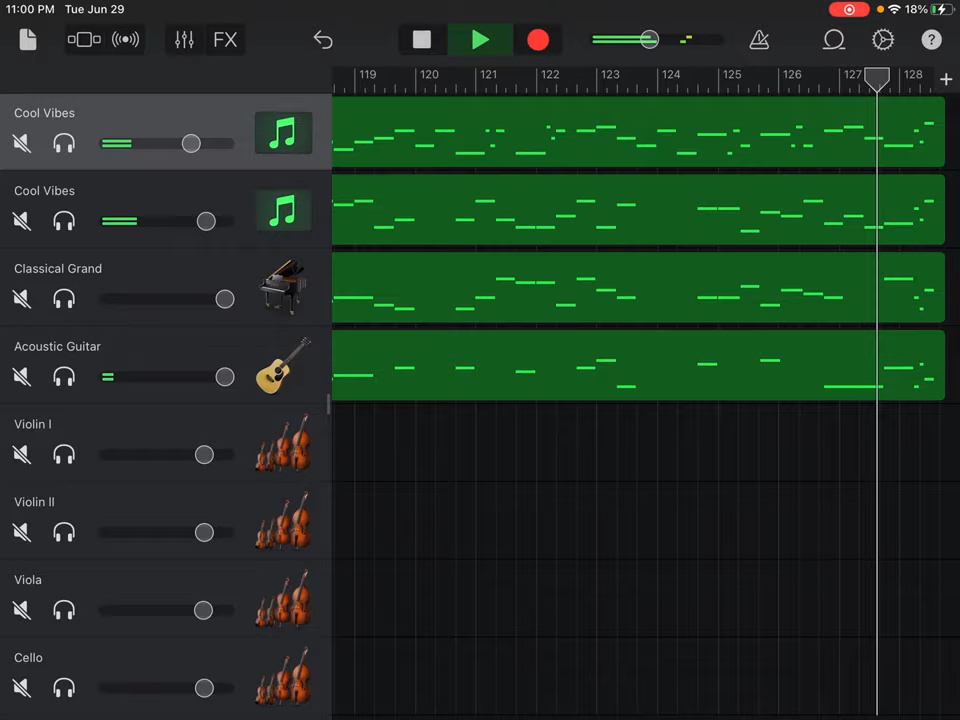 11:00 PM Tue Jun 29 18%
FX ?
119 120 121 122 123 124 125 126 127 128 +
Cool Vibes
Cool Vibes
Classical Grand
Acoustic Guitar
Violin I
Violin II
Viola
Cello